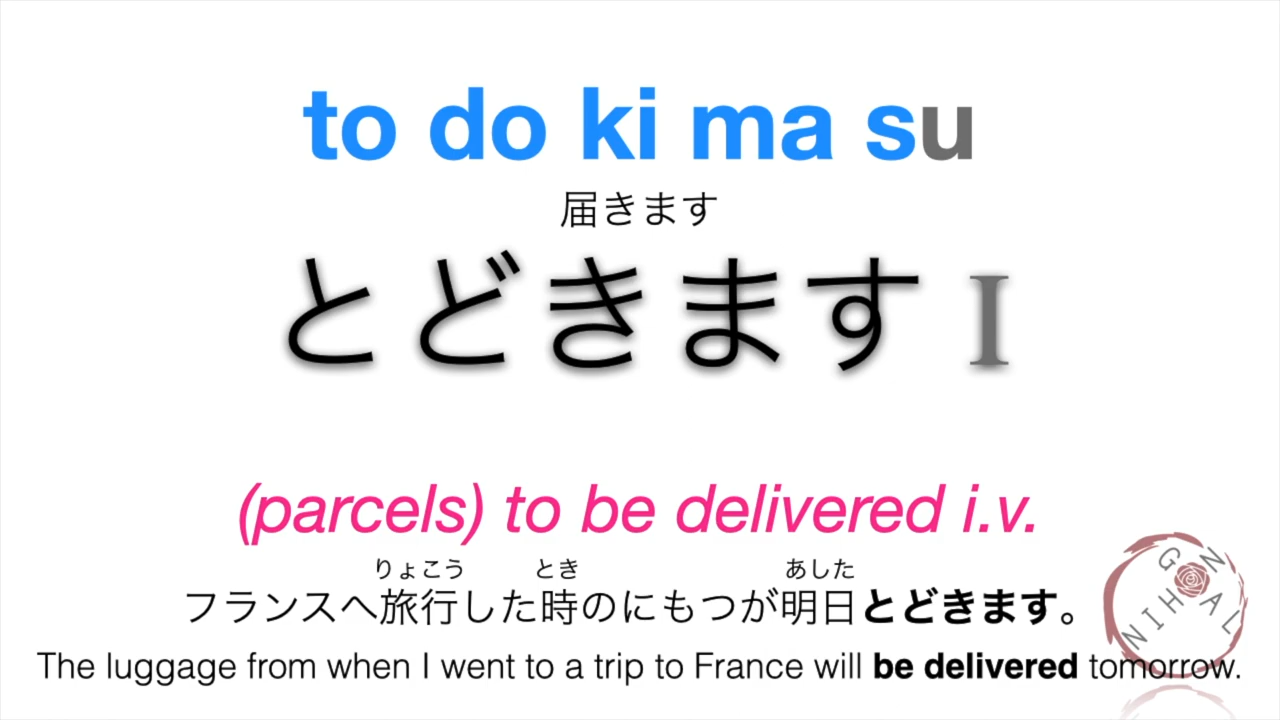 to do ki ma su
届きます
とどきます I
(parcels) to be delivered i.v.
りょこう とき あした
フランスへ旅行した時のにもつが明日とどきます。
The luggage from when I went to a trip to France will be delivered tomorrow.
NIHON GAL